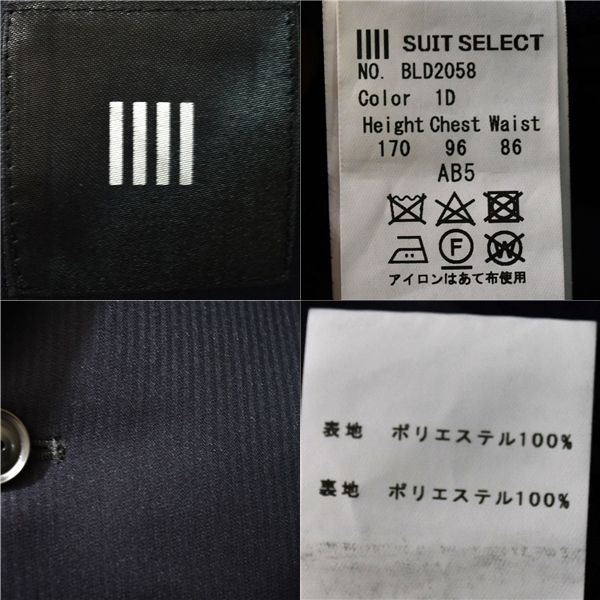 SUIT SELECT
NO. BLD2058
Color 1D
Height Chest Waist
170 96 86
AB5
F
W
アイロンはあて布使用
表地 ポリエステル100%
裏地 ポリエステル100%